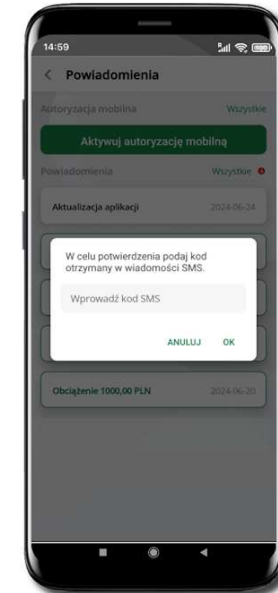 14:59
Powiadomienia
Autoryzacja mobilna Wszystkie
Aktywuj autoryzację mobilną
Powiadomienia Wszystkie
Aktualizacja aplikacji 2024-06-24
W celu potwierdzenia podaj kod
otrzymany w wiadomości SMS.
Wprowadź kod SMS
ANULUJ OK
Obciążenie 1000,00 PLN 2024-06-20